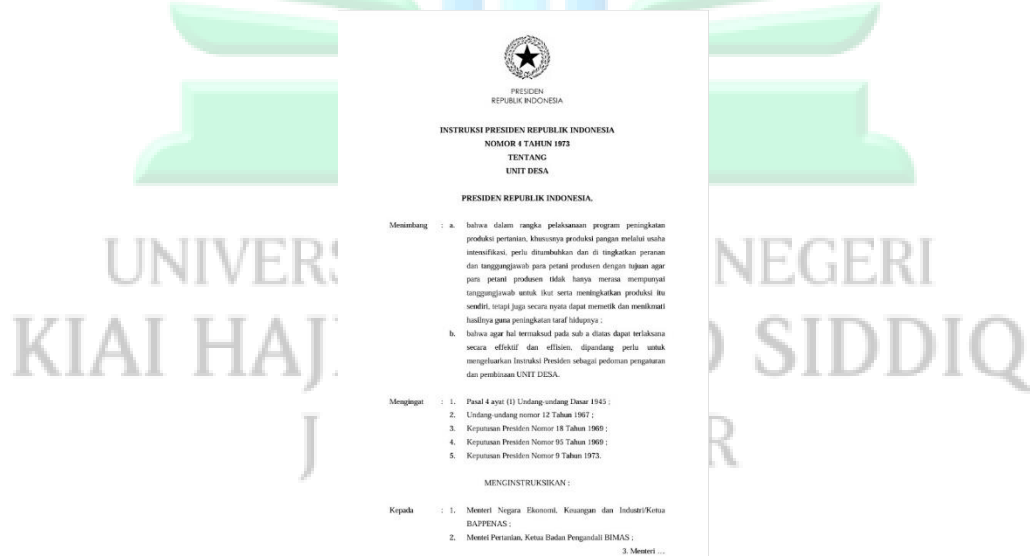 PRESIDEN
REPUBLIK INDONESIA
INSTRUKSI PRESIDEN REPUBLIK INDONESIA
NOMOR 4 TAHUN 1973
TENTANG
UNIT DESA
PRESIDEN REPUBLIK INDONESIA,
Menimbang : a. bahwa dalam rangka pelaksanaan program peningkatan
produksi pertanian, khususnya produksi pangan melalui usaha
intensifikasi, perlu ditumbuhkan dan di tingkatkan peranan
dan tanggungjawab para petani produsen dengan tujuan agar
para petani produsen tidak hanya merasa mempunyai
tanggungjawab untuk ikut serta meningkatkan produksi itu
sendiri, tetapi juga secara nyata dapat memetik dan menikmati
hasilnya guna peningkatan taraf hidupnya ;
b. bahwa agar hal termaksud pada sub a diatas dapat terlaksana
secara effektif dan effisien, dipandang perlu untuk
mengeluarkan Instruksi Presiden sebagai pedoman pengaturan
dan pembinaan UNIT DESA.
Mengingat : 1. Pasal 4 ayat (1) Undang-undang Dasar 1945 ;
2. Undang-undang nomor 12 Tahun 1967 ;
3. Keputusan Presiden Nomor 18 Tahun 1969 ;
4. Keputusan Presiden Nomor 95 Tahun 1969 ;
5. Keputusan Presiden Nomor 9 Tahun 1973.
MENGINSTRUKSIKAN :
Kepada : 1. Menteri Negara Ekonomi, Keuangan dan Industri/Ketua
BAPPENAS ;
2. Mentei Pertanian, Ketua Badan Pengandali BIMAS ;
3. Menteri ...
UNIVERS NEGERI
KIAI HAJI SIDDIQ
J R